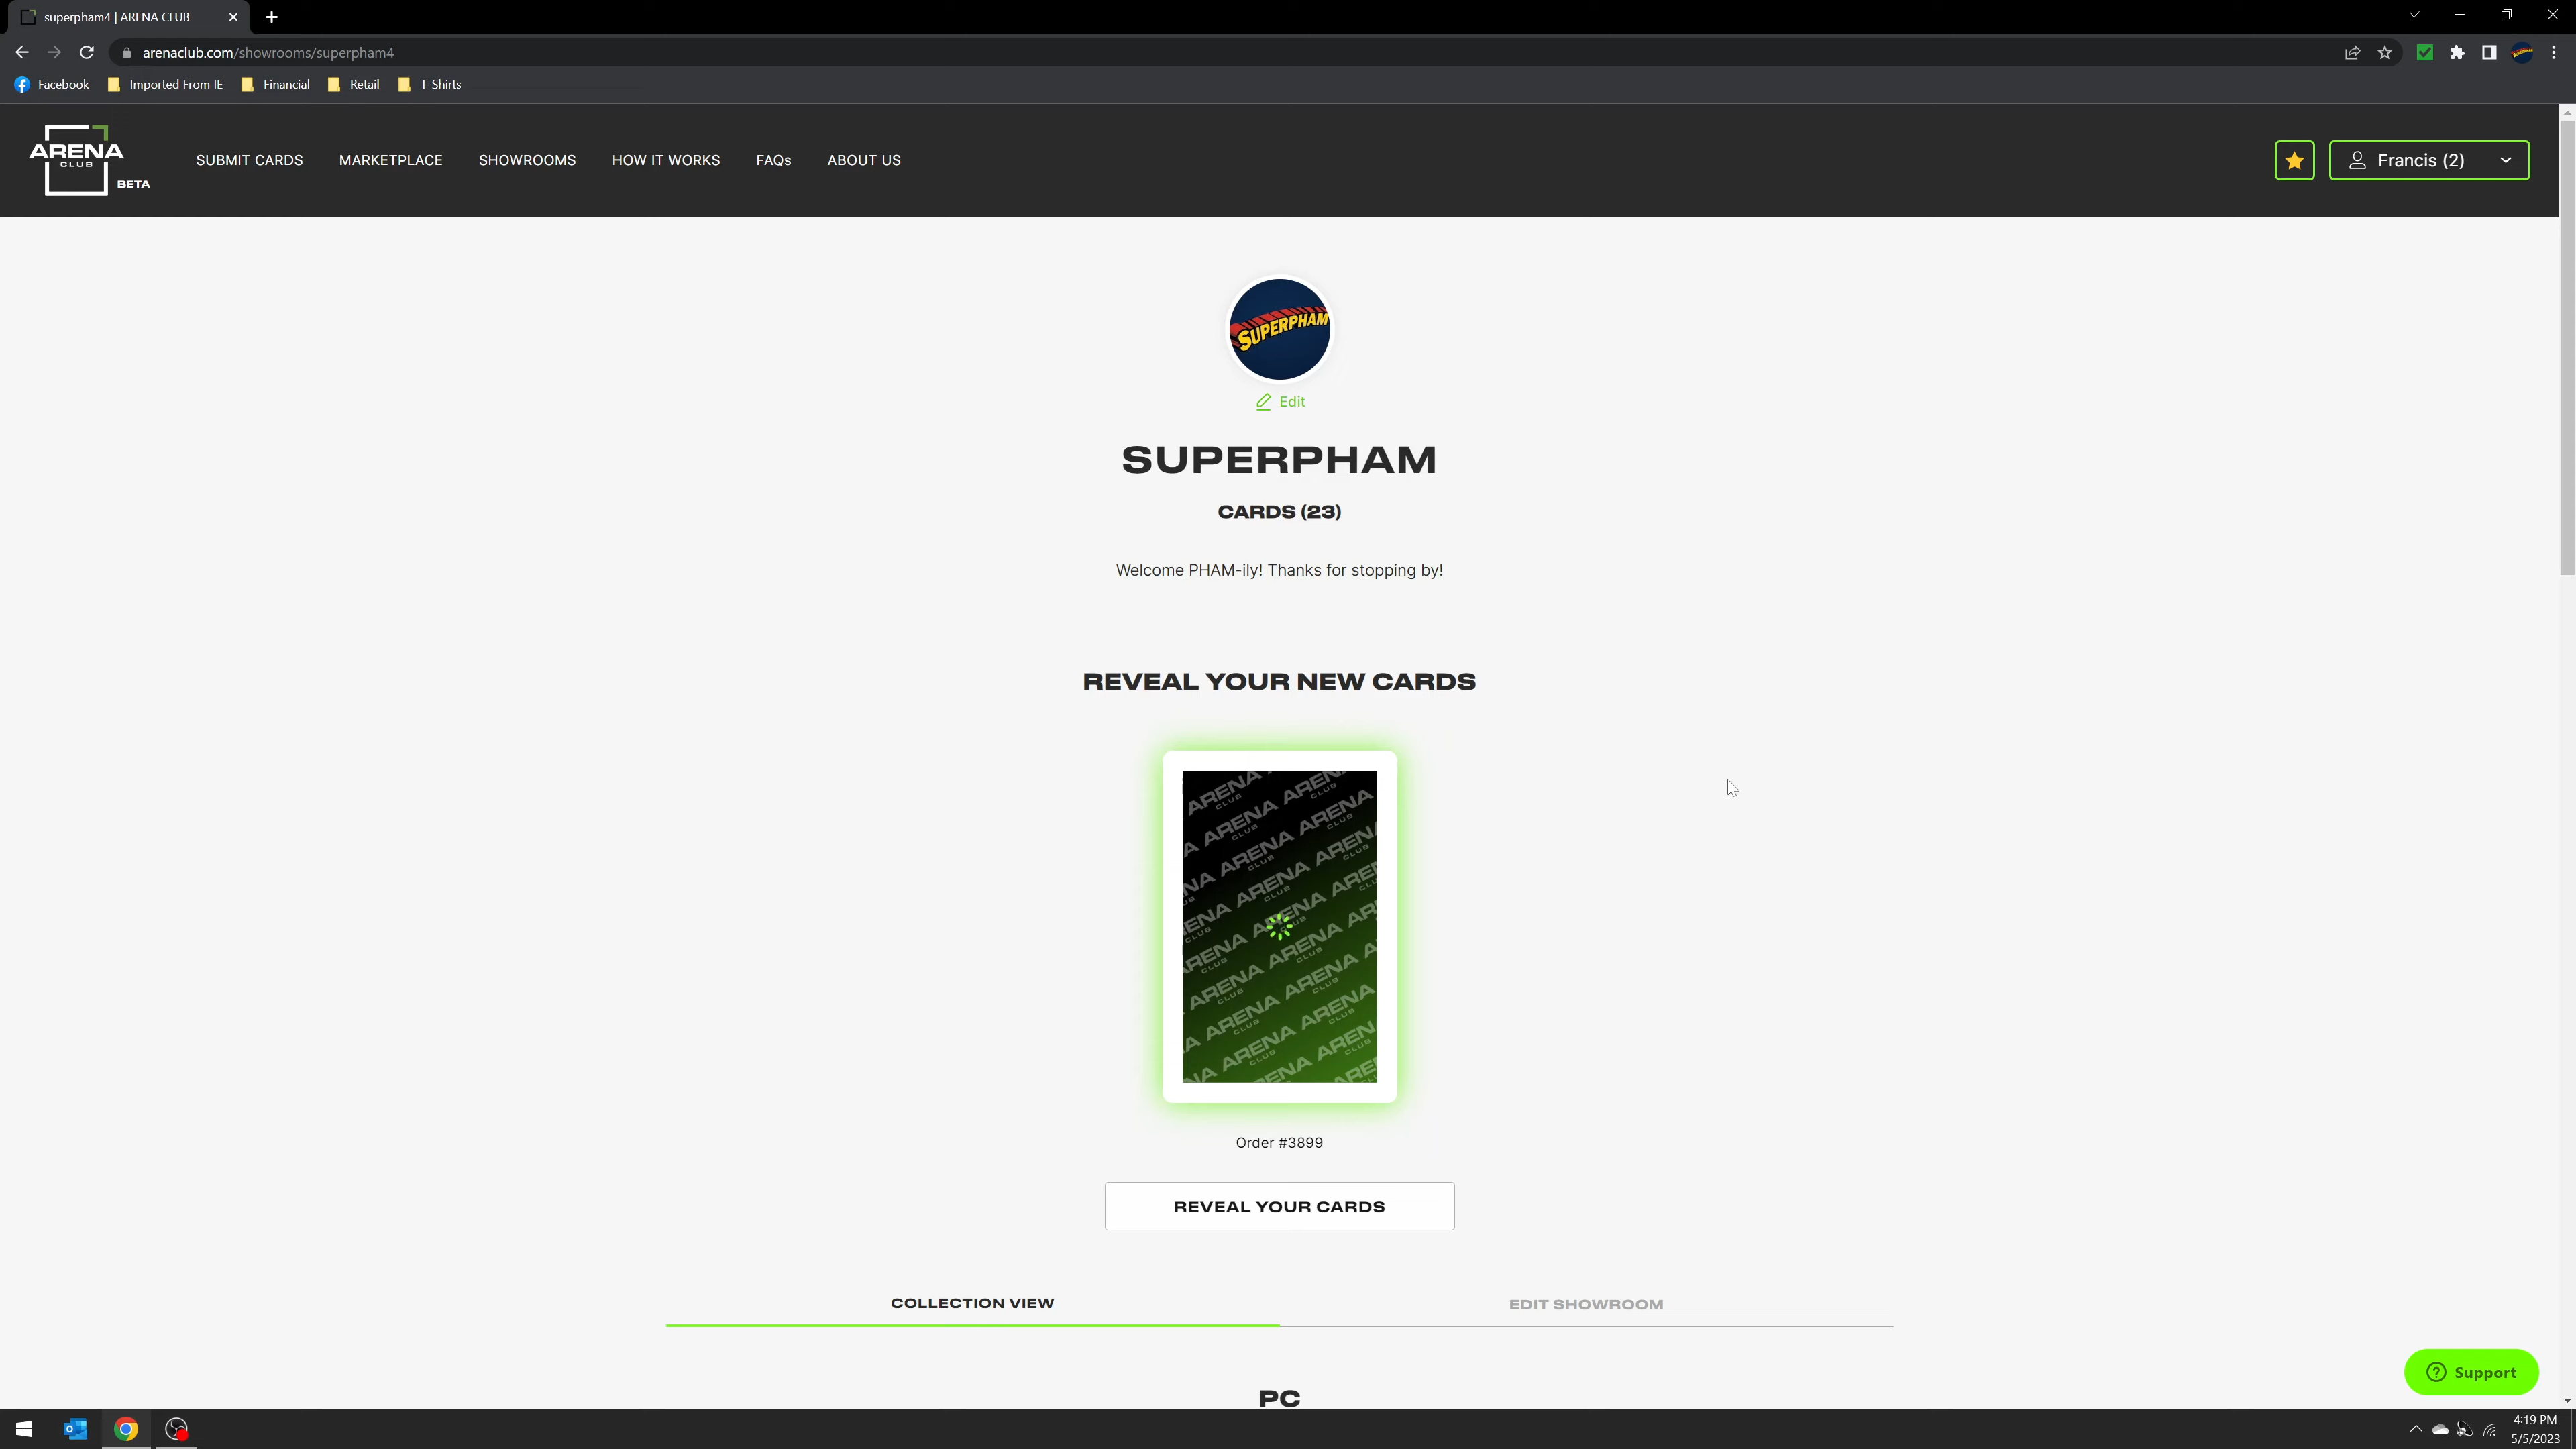 superpham4 | ARENA CLUB
arenaclub.com/showrooms/superpham4
Facebook Imported From IE Financial Retail T-Shirts
ARENA
CLUB
BETA
SUBMIT CARDS MARKETPLACE SHOWROOMS HOW IT WORKS FAQs ABOUT US
Francis (2)
SUPERPHAM
Edit
SUPERPHAM
CARDS (23)
Welcome PHAM-ily! Thanks for stopping by!
REVEAL YOUR NEW CARDS
ARENA CLUB
Order #3899
REVEAL YOUR CARDS
COLLECTION VIEW EDIT SHOWROOM
PC
Support
4:19 PM
5/5/2023